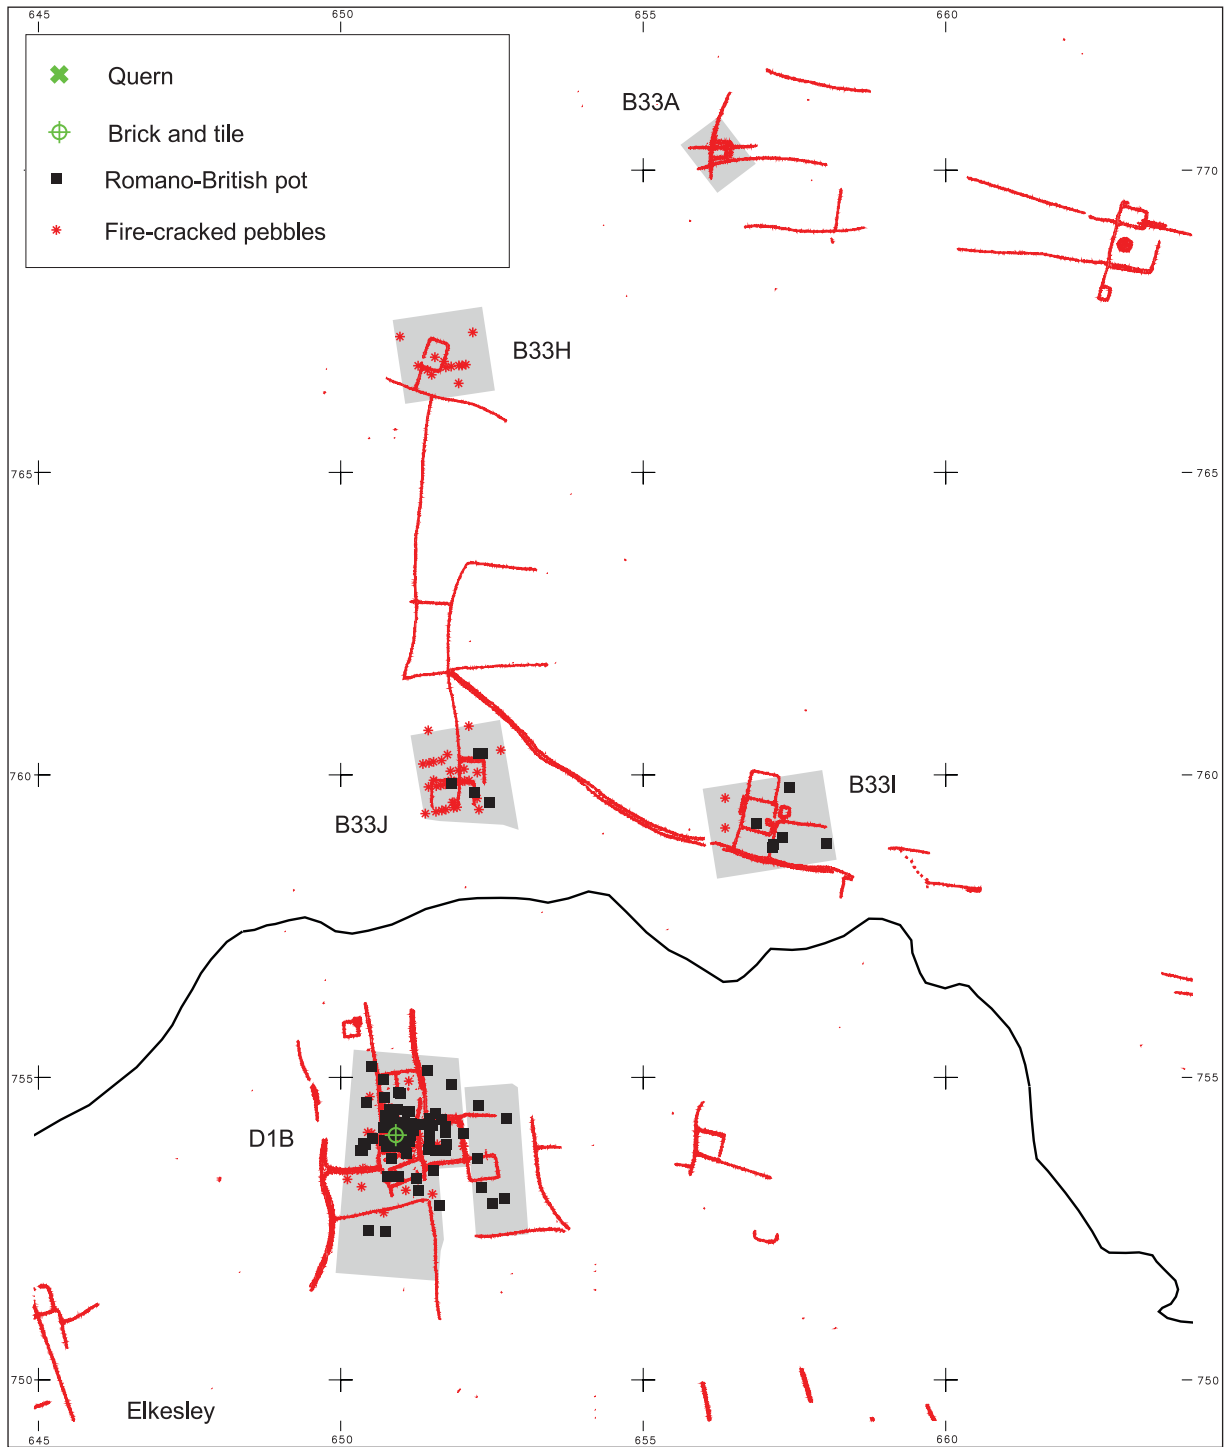 645 650 655 660
Quern
Brick and tile
Romano-British pot
Fire-cracked pebbles
B33A
770
B33H
765 765
760 760
B33I
B33J
755 755
D1B
750 750
Elkesley
645 650 655 660